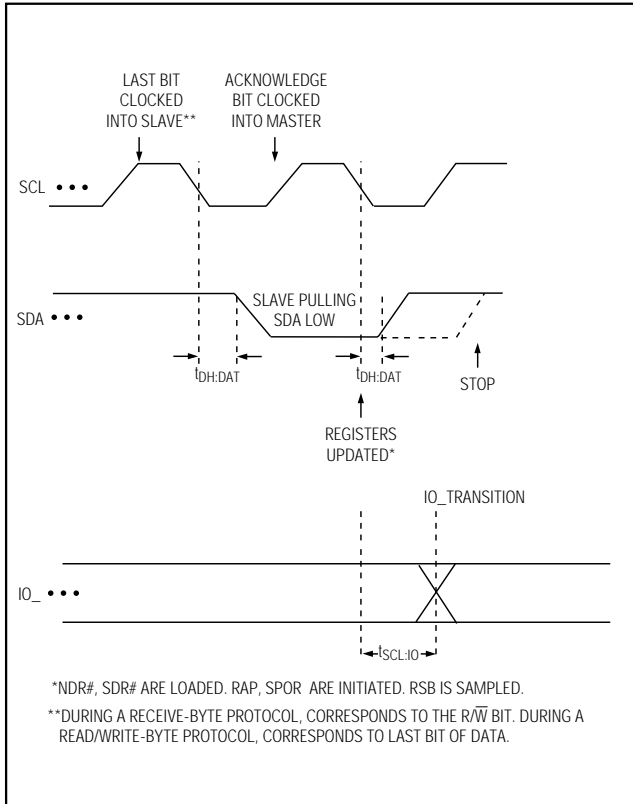 LAST BIT
CLOCKED
INTO SLAVE**
ACKNOWLEDGE
BIT CLOCKED
INTO MASTER
SCL •••
SDA •••
SLAVE PULLING
SDA LOW
tDH:DAT
tDH:DAT
STOP
REGISTERS
UPDATED*
IO_TRANSITION
IO_ •••
tSCL:IO
*NDR#, SDR# ARE LOADED. RAP, SPOR ARE INITIATED. RSB IS SAMPLED.
**DURING A RECEIVE-BYTE PROTOCOL, CORRESPONDS TO THE R/W̅ BIT. DURING A
READ/WRITE-BYTE PROTOCOL, CORRESPONDS TO LAST BIT OF DATA.